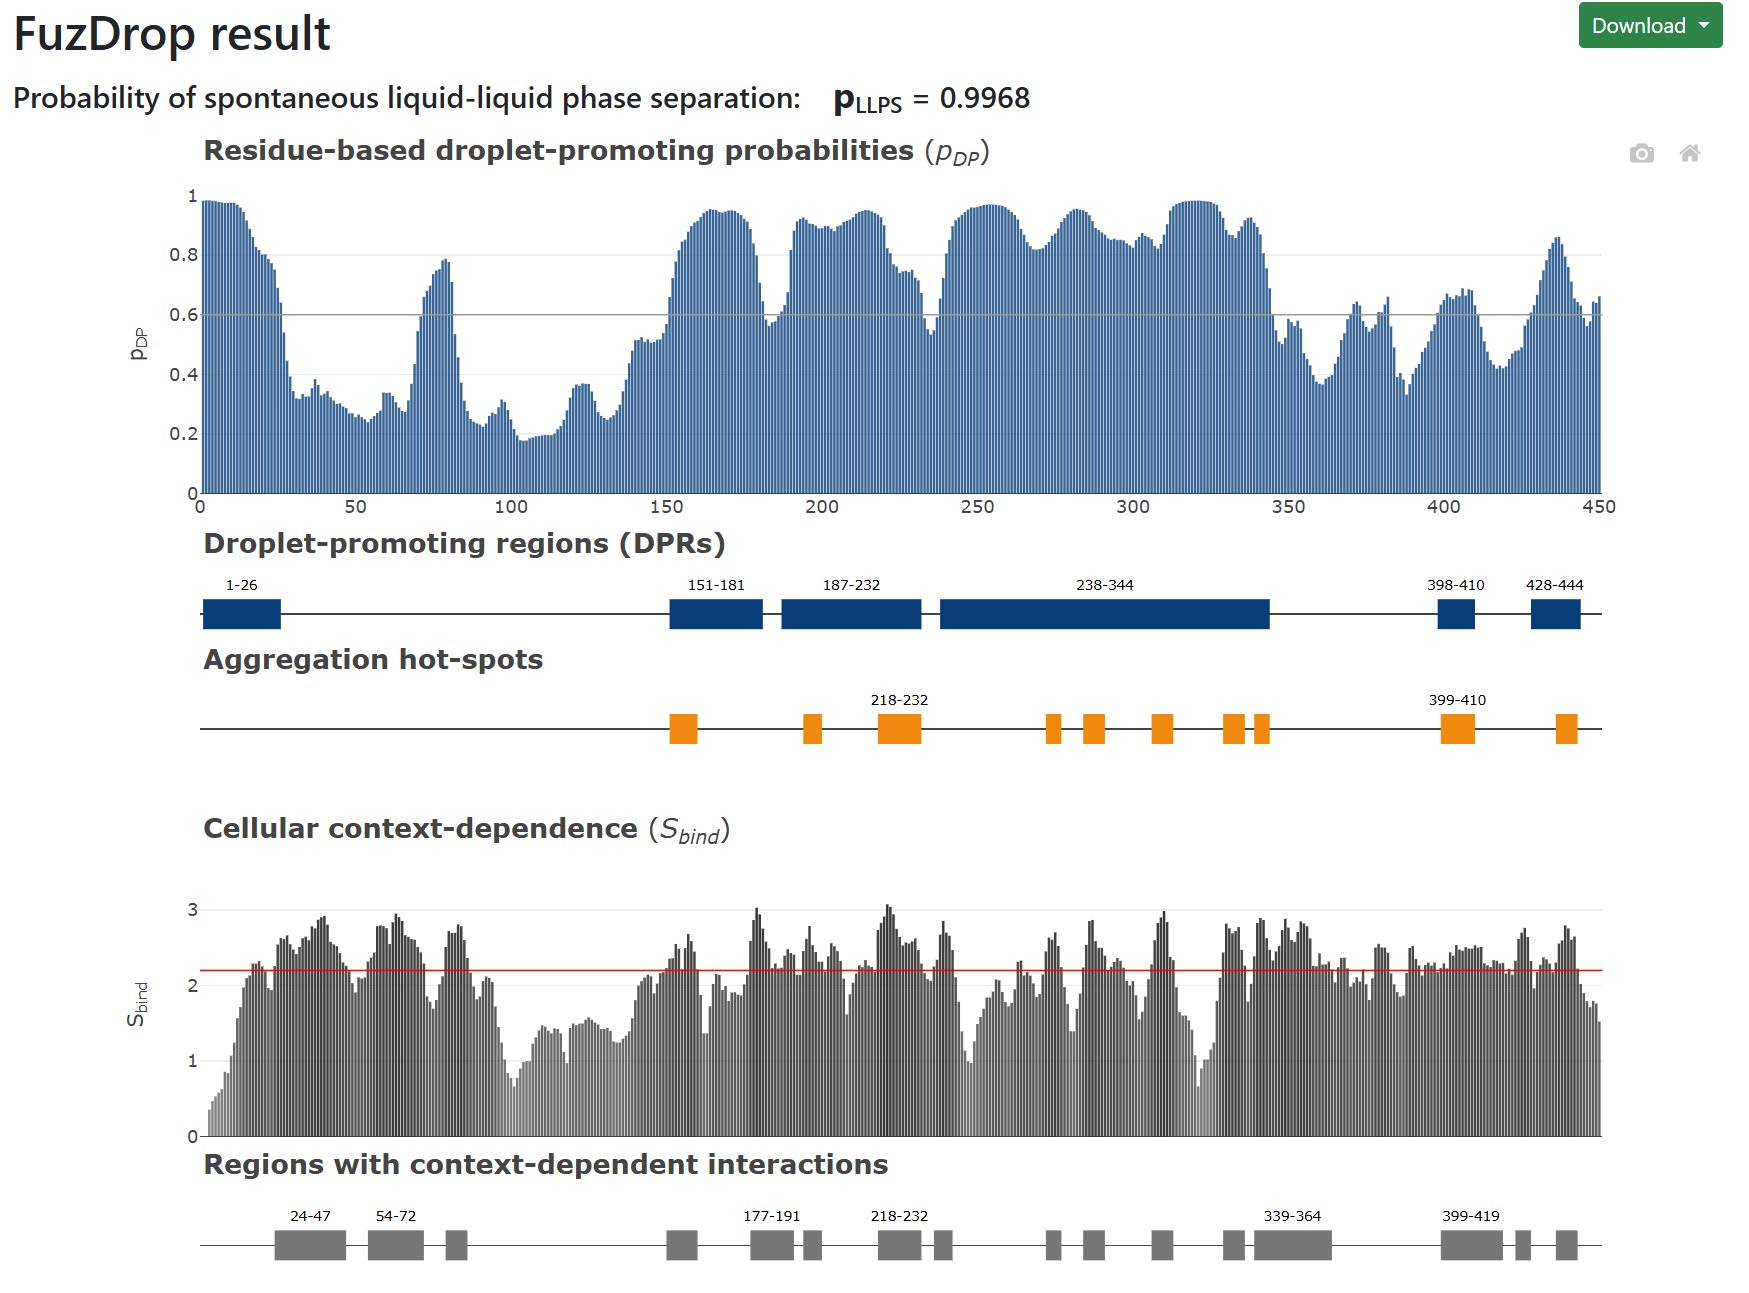 FuzDrop result
Download
Probability of spontaneous liquid-liquid phase separation: pLLPS = 0.9968
Residue-based droplet-promoting probabilities (pDP)
1
0.8
0.6
0.4
0.2
0
pDP
0 50 100 150 200 250 300 350 400 450
Droplet-promoting regions (DPRs)
1-26 151-181 187-232 238-344 398-410 428-444
Aggregation hot-spots
218-232 399-410
Cellular context-dependence (Sbind)
3
2
1
0
Sbind
Regions with context-dependent interactions
24-47 54-72 177-191 218-232 339-364 399-419